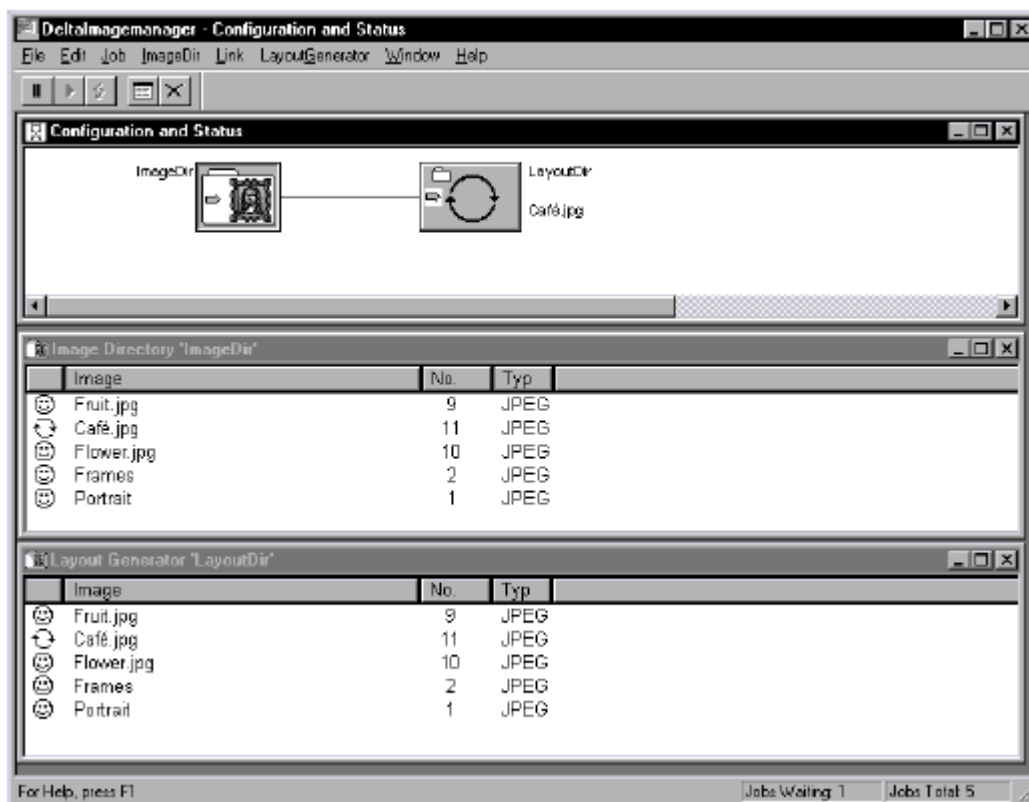 DeltaImagemanager - Configuration and Status
File Edit Job ImageDir Link LayoutGenerator Window Help
Configuration and Status
ImageDir
LayoutDir
Café.jpg
Image Directory 'ImageDir'
Image No. Typ
Fruit.jpg 9 JPEG
Café.jpg 11 JPEG
Flower.jpg 10 JPEG
Frames 2 JPEG
Portrait 1 JPEG
Layout Generator 'LayoutDir'
Image No. Typ
Fruit.jpg 9 JPEG
Café.jpg 11 JPEG
Flower.jpg 10 JPEG
Frames 2 JPEG
Portrait 1 JPEG
For Help, press F1 Jobs Waiting: 1 Jobs Total: 5